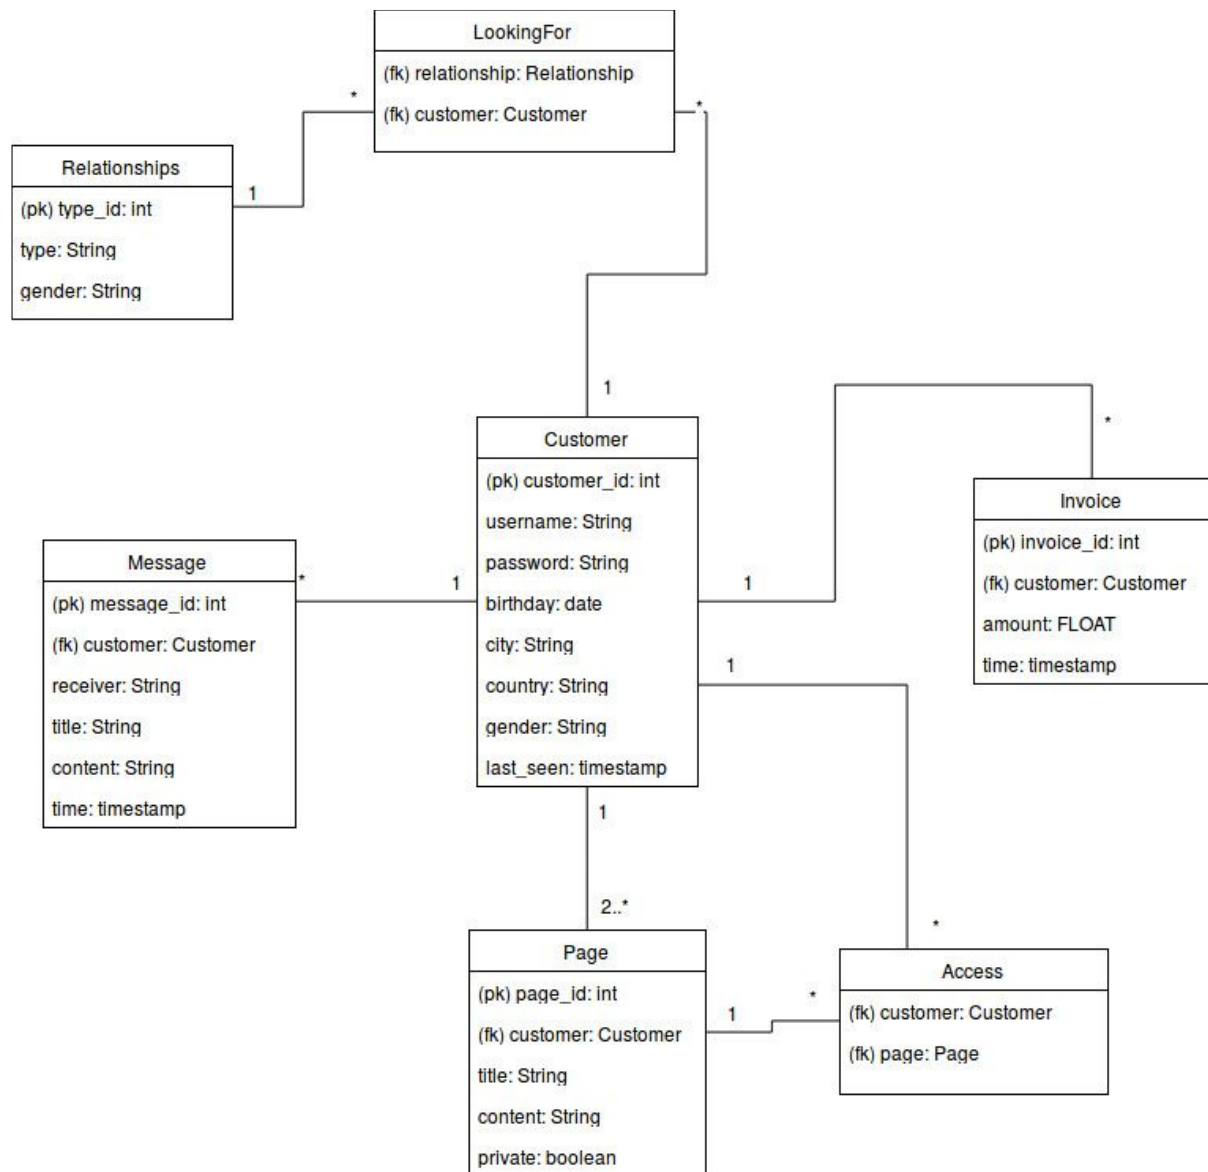 LookingFor
(fk) relationship: Relationship
(fk) customer: Customer
*
*
1
Relationships
(pk) type_id: int
type: String
gender: String
1
Customer
(pk) customer_id: int
username: String
password: String
birthday: date
city: String
country: String
gender: String
last_seen: timestamp
1
*
Invoice
(pk) invoice_id: int
(fk) customer: Customer
amount: FLOAT
time: timestamp
Message
(pk) message_id: int
(fk) customer: Customer
receiver: String
title: String
content: String
time: timestamp
*
1
1
*
1
2..*
Page
(pk) page_id: int
(fk) customer: Customer
title: String
content: String
private: boolean
1
*
Access
(fk) customer: Customer
(fk) page: Page